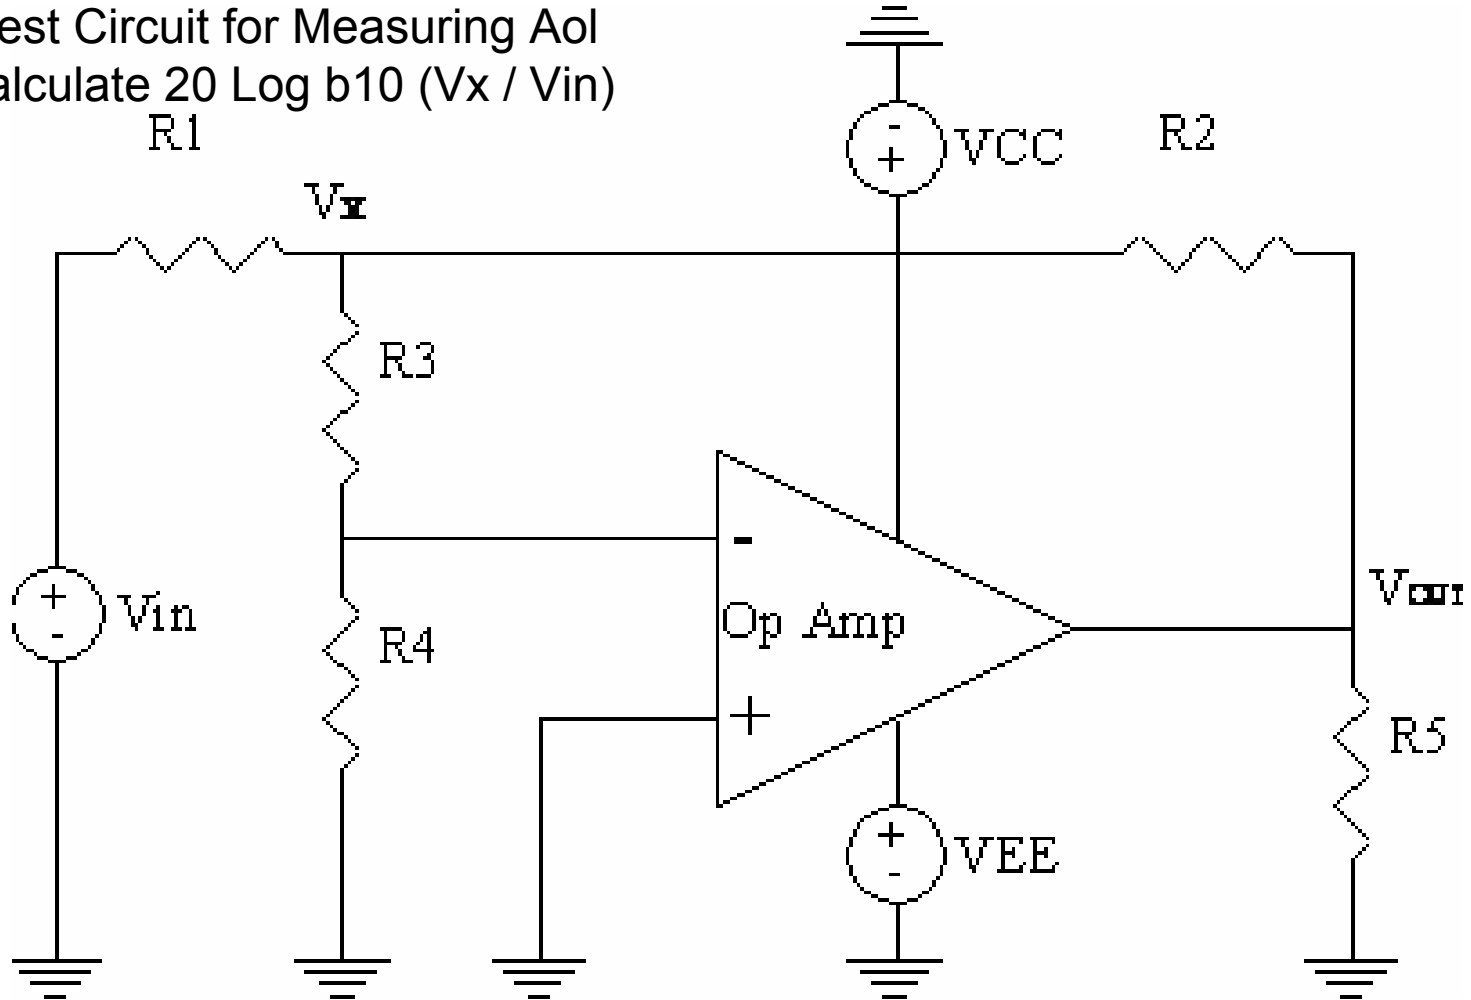 est Circuit for Measuring Aol
alculate 20 Log b10 (Vx / Vin)
R1
VCC
R2
Vx
R3
-
Op Amp
+
Vin
R4
R5
VEE